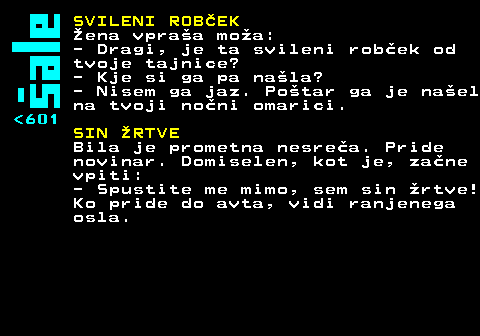 Šale
<601
SVILENI ROBČEK
Žena vpraša moža:
- Dragi, je ta svileni robček od
tvoje tajnice?
- Kje si ga pa našla?
- Nisem ga jaz. Poštar ga je našel
na tvoji nočni omarici.
SIN ŽRTVE
Bila je prometna nesreča. Pride
novinar. Domiselen, kot je, začne
vpiti:
- Spustite me mimo, sem sin žrtve!
Ko pride do avta, vidi ranjenega
osla.